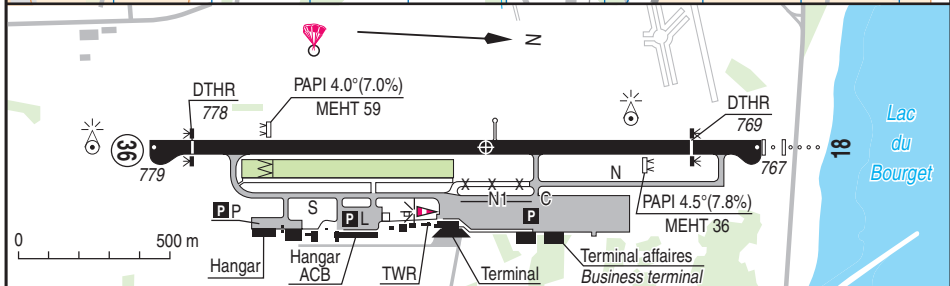 N
DTHR
778
PAPI 4.0°(7.0%)
MEHT 59
DTHR
769
Lac
du
Bourget
36
779
767
18
N
X X X
N1
C
PAPI 4.5°(7.8%)
MEHT 36
P P
S
P L
P
0 500 m
Hangar
Hangar
ACB
TWR
Terminal
Terminal affaires
Business terminal